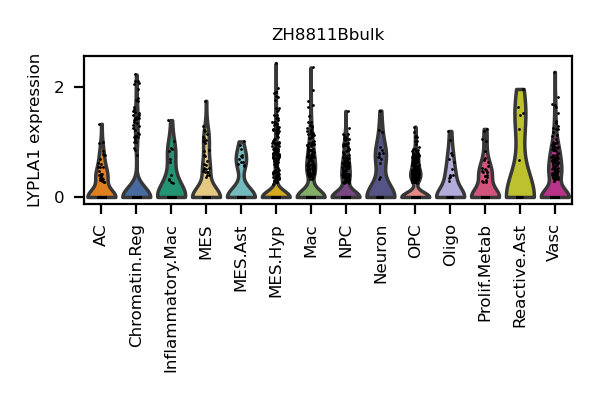 ZH8811Bbulk
LYPLA1 expression
2
0
AC
Chromatin.Reg
Inflammatory.Mac
MES
MES.Ast
MES.Hyp
Mac
NPC
Neuron
OPC
Oligo
Prolif.Metab
Reactive.Ast
Vasc